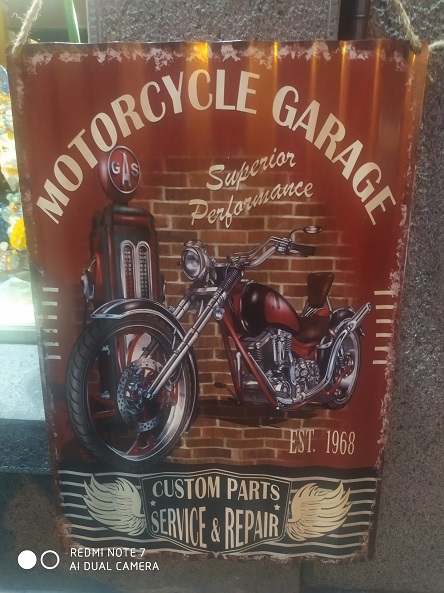 MOTORCYCLE GARAGE
GAS
Superior
Performance
EST. 1968
CUSTOM PARTS
SERVICE & REPAIR
REDMI NOTE 7
AI DUAL CAMERA